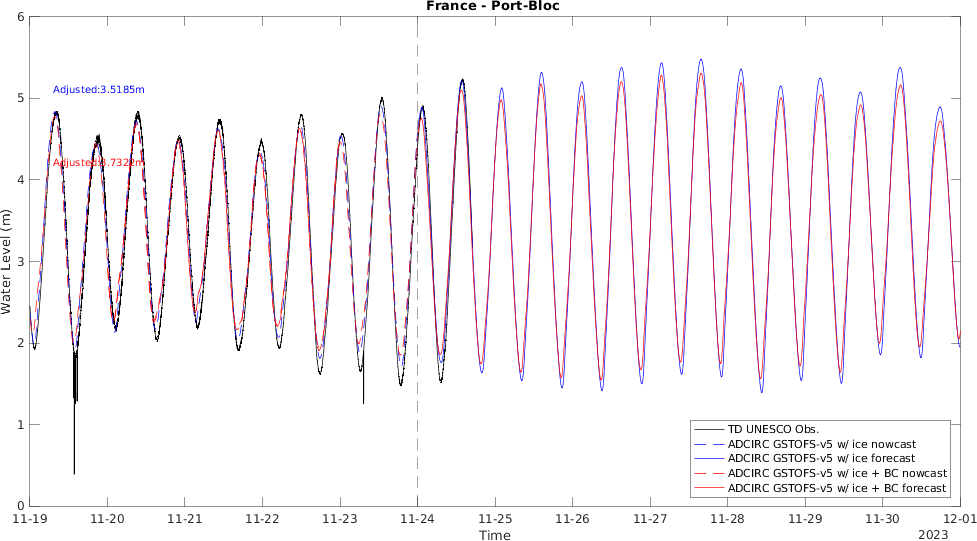 France - Port-Bloc
6
5
4
3
2
1
0
Water Level (m)
Adjusted:3.5185m
Adjusted:3.7322m
TD UNESCO Obs.
ADCIRC GSTOFS-v5 w/ ice nowcast
ADCIRC GSTOFS-v5 w/ ice forecast
ADCIRC GSTOFS-v5 w/ ice + BC nowcast
ADCIRC GSTOFS-v5 w/ ice + BC forecast
11-19 11-20 11-21 11-22 11-23 11-24 11-25 11-26 11-27 11-28 11-29 11-30 12-01
Time
2023